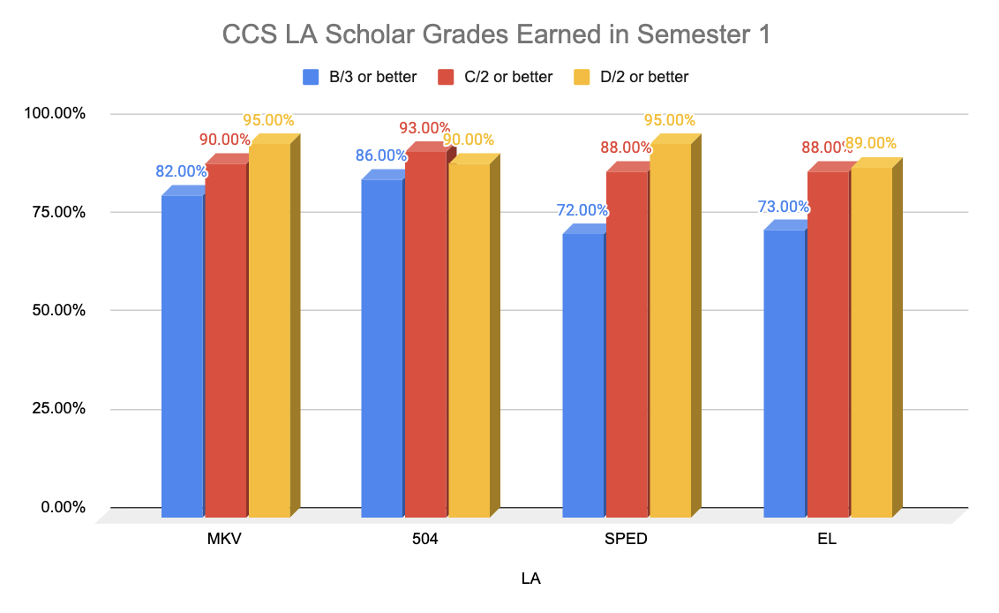 CCS LA Scholar Grades Earned in Semester 1
B/3 or better C/2 or better D/2 or better
100.00%
75.00%
50.00%
25.00%
0.00%
82.00% 90.00% 95.00%
86.00% 93.00% 90.00%
72.00% 88.00% 95.00%
73.00% 88.00% 89.00%
MKV 504 SPED EL
LA